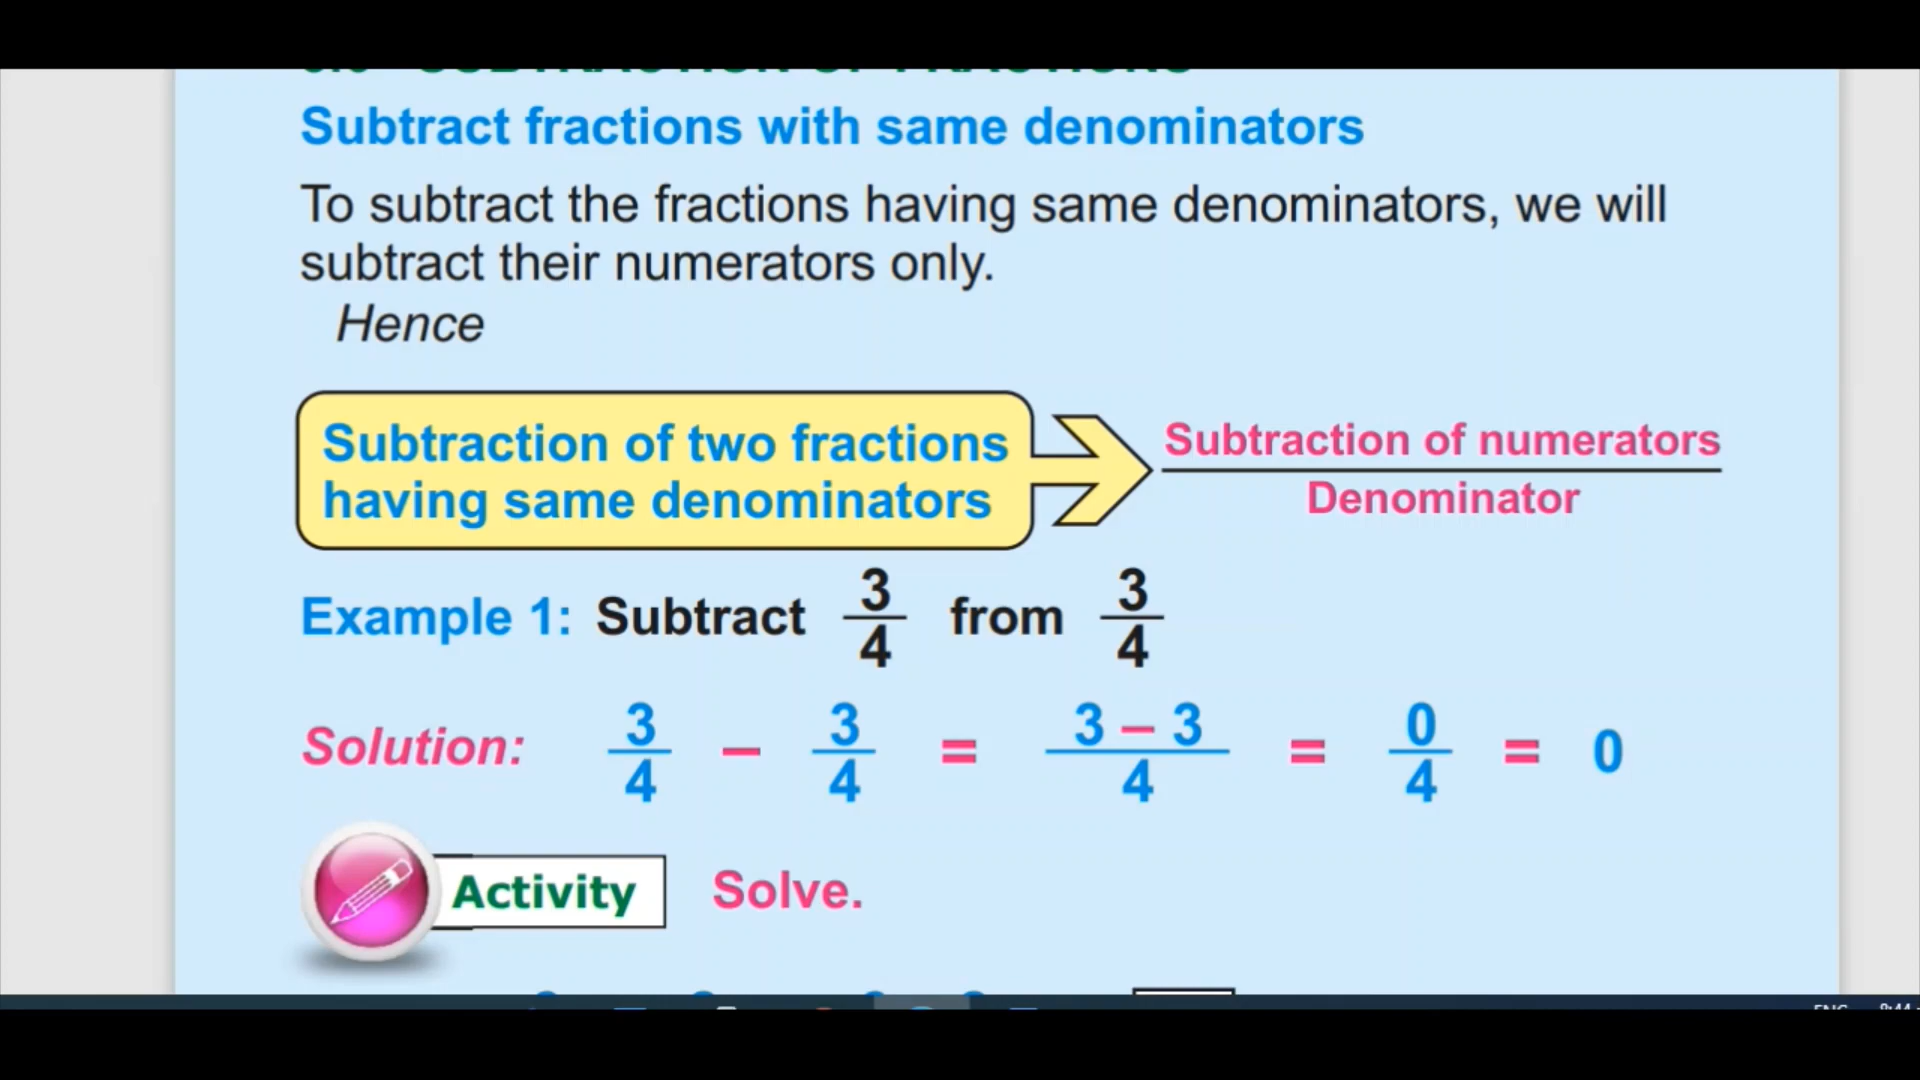 Subtract fractions with same denominators
To subtract the fractions having same denominators, we will
subtract their numerators only.
Hence
Subtraction of two fractions
having same denominators
Subtraction of numerators
Denominator
Example 1: Subtract 3/4 from 3/4
Solution: 3/4 – 3/4 = 3 – 3/4 = 0/4 = 0
Activity Solve.